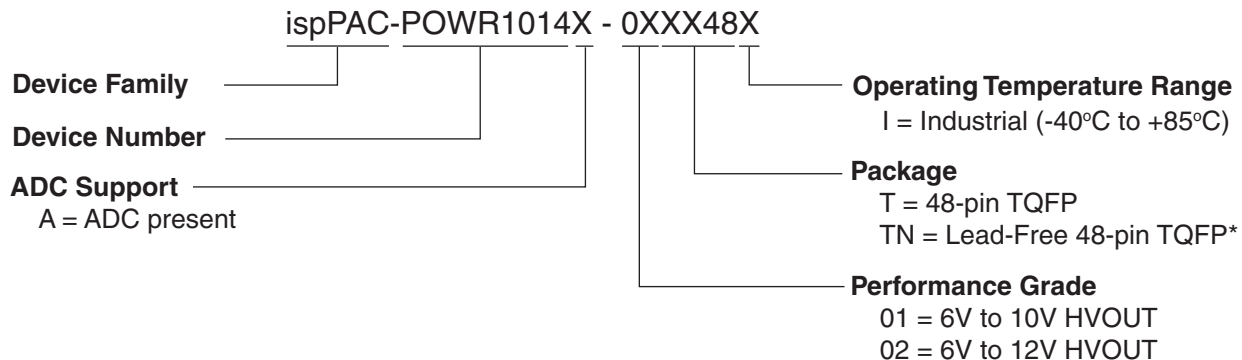 ispPAC-POWR1014X - 0XXX48X
Device Family
Device Number
ADC Support
A = ADC present
Operating Temperature Range
I = Industrial (-40°C to +85°C)
Package
T = 48-pin TQFP
TN = Lead-Free 48-pin TQFP*
Performance Grade
01 = 6V to 10V HVOUT
02 = 6V to 12V HVOUT